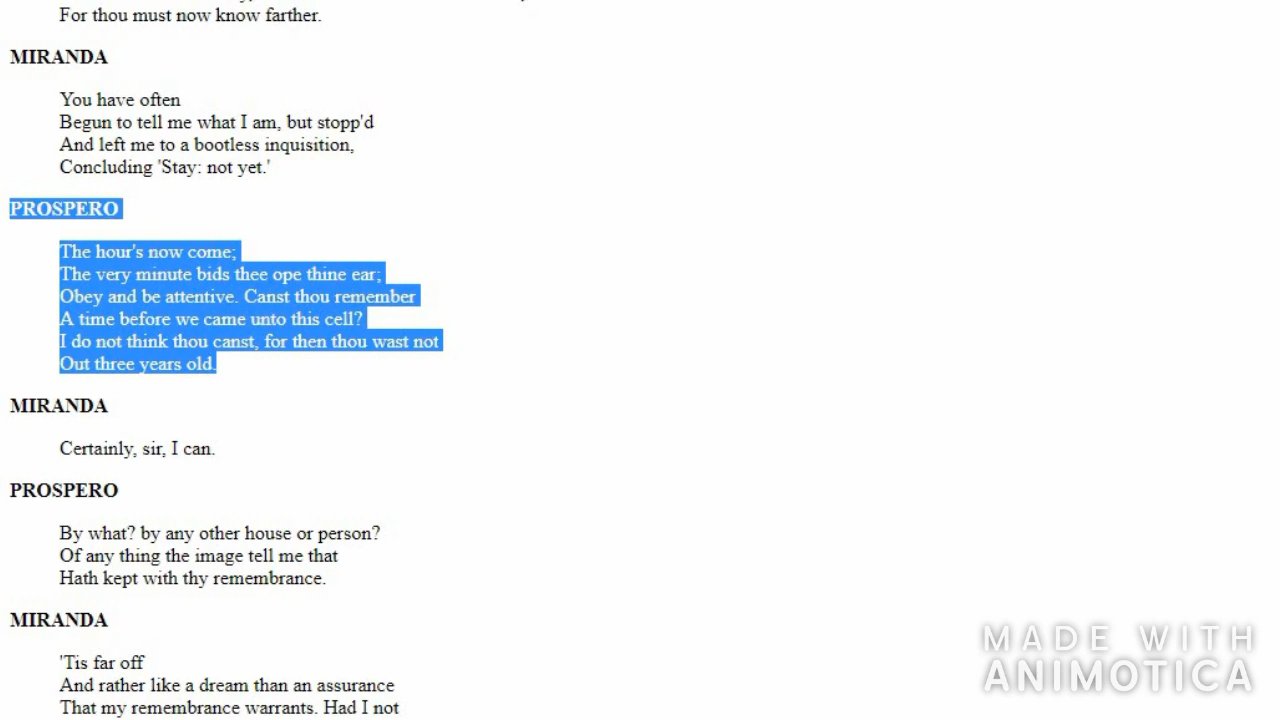 For thou must now know farther.
MIRANDA
You have often
Begun to tell me what I am, but stopp'd
And left me to a bootless inquisition,
Concluding 'Stay: not yet.'
PROSPERO
The hour's now come;
The very minute bids thee ope thine ear;
Obey and be attentive. Canst thou remember
A time before we came unto this cell?
I do not think thou canst, for then thou wast not
Out three years old.
MIRANDA
Certainly, sir, I can.
PROSPERO
By what? by any other house or person?
Of any thing the image tell me that
Hath kept with thy remembrance.
MIRANDA
'Tis far off
And rather like a dream than an assurance
That my remembrance warrants. Had I not
MADE WITH
ANIMOTICA